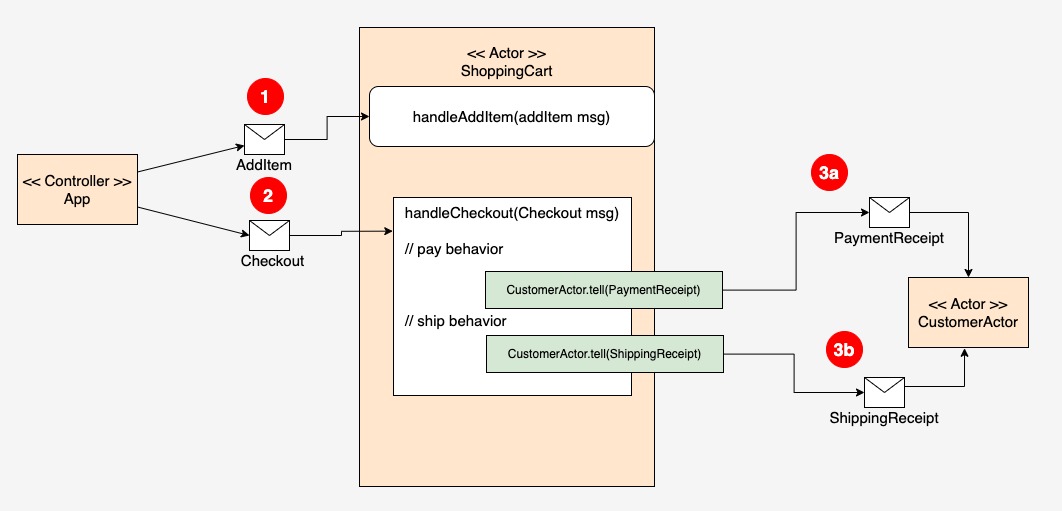 << Actor >>
ShoppingCart
1
handleAddItem(addItem msg)
AddItem
<< Controller >>
App
2
Checkout
handleCheckout(Checkout msg)
// pay behavior
CustomerActor.tell(PaymentReceipt)
// ship behavior
CustomerActor.tell(ShippingReceipt)
3a
PaymentReceipt
<< Actor >>
CustomerActor
3b
ShippingReceipt